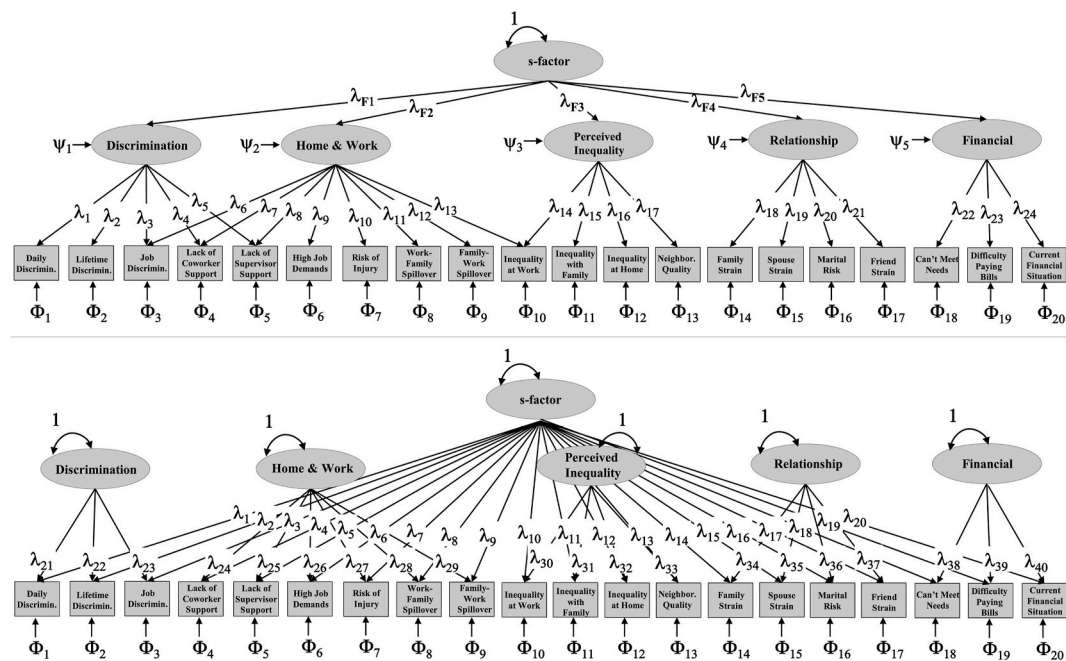 1
s-factor
λF1
λF2
λF3
λF4
λF5
Ψ1
Discrimination
Ψ2
Home & Work
Ψ3
Perceived
Inequality
Ψ4
Relationship
Ψ5
Financial
λ1
λ2
λ3
λ4
λ5
λ6
λ7
λ8
λ9
λ10
λ11
λ12
λ13
λ14
λ15
λ16
λ17
λ18
λ19
λ20
λ21
λ22
λ23
λ24
Daily
Discrimin.
Lifetime
Discrimin.
Job
Discrimin.
Lack of
Coworker
Support
Lack of
Supervisor
Support
High Job
Demands
Risk of
Injury
Work-
Family
Spillover
Family-
Work
Spillover
Inequality
at Work
Inequality
with
Family
Inequality
at Home
Neighbor.
Quality
Family
Strain
Spouse
Strain
Marital
Risk
Friend
Strain
Can't Meet
Needs
Difficulty
Paying
Bills
Current
Financial
Situation
Φ1
Φ2
Φ3
Φ4
Φ5
Φ6
Φ7
Φ8
Φ9
Φ10
Φ11
Φ12
Φ13
Φ14
Φ15
Φ16
Φ17
Φ18
Φ19
Φ20
1
s-factor
1
Discrimination
1
Home & Work
1
Perceived
Inequality
1
Relationship
1
Financial
λ1
λ2
λ3
λ4
λ5
λ6
λ7
λ8
λ9
λ10
λ11
λ12
λ13
λ14
λ15
λ16
λ17
λ18
λ19
λ20
λ21
λ22
λ23
λ24
λ25
λ26
λ27
λ28
λ29
λ30
λ31
λ32
λ33
λ34
λ35
λ36
λ37
λ38
λ39
λ40
Daily
Discrimin.
Lifetime
Discrimin.
Job
Discrimin.
Lack of
Coworker
Support
Lack of
Supervisor
Support
High Job
Demands
Risk of
Injury
Work-
Family
Spillover
Family-
Work
Spillover
Inequality
at Work
Inequality
with
Family
Inequality
at Home
Neighbor.
Quality
Family
Strain
Spouse
Strain
Marital
Risk
Friend
Strain
Can't Meet
Needs
Difficulty
Paying
Bills
Current
Financial
Situation
Φ1
Φ2
Φ3
Φ4
Φ5
Φ6
Φ7
Φ8
Φ9
Φ10
Φ11
Φ12
Φ13
Φ14
Φ15
Φ16
Φ17
Φ18
Φ19
Φ20